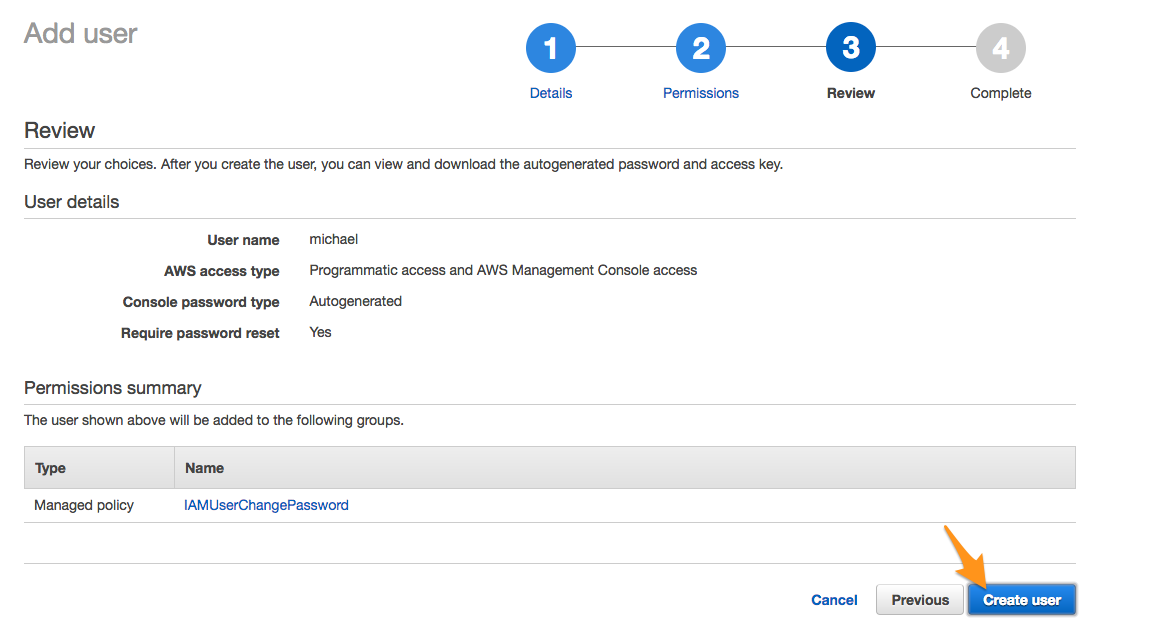 Add user
1
2
3
4
Details
Permissions
Review
Complete
Review
Review your choices. After you create the user, you can view and download the autogenerated password and access key.
User details
User name michael
AWS access type Programmatic access and AWS Management Console access
Console password type Autogenerated
Require password reset Yes
Permissions summary
The user shown above will be added to the following groups.
Type Name
Managed policy IAMUserChangePassword
Cancel Previous Create user